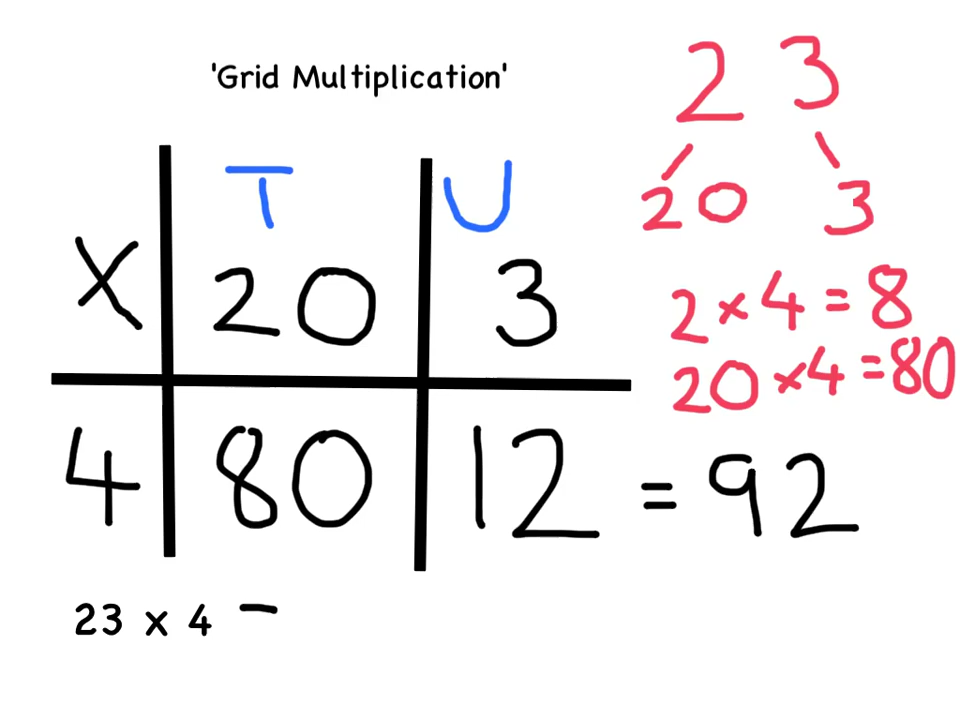 'Grid Multiplication'
2 3
20 3
T U
X 20 3
2 × 4 = 8
20 × 4 = 80
4 80 12 = 92
23 x 4 −